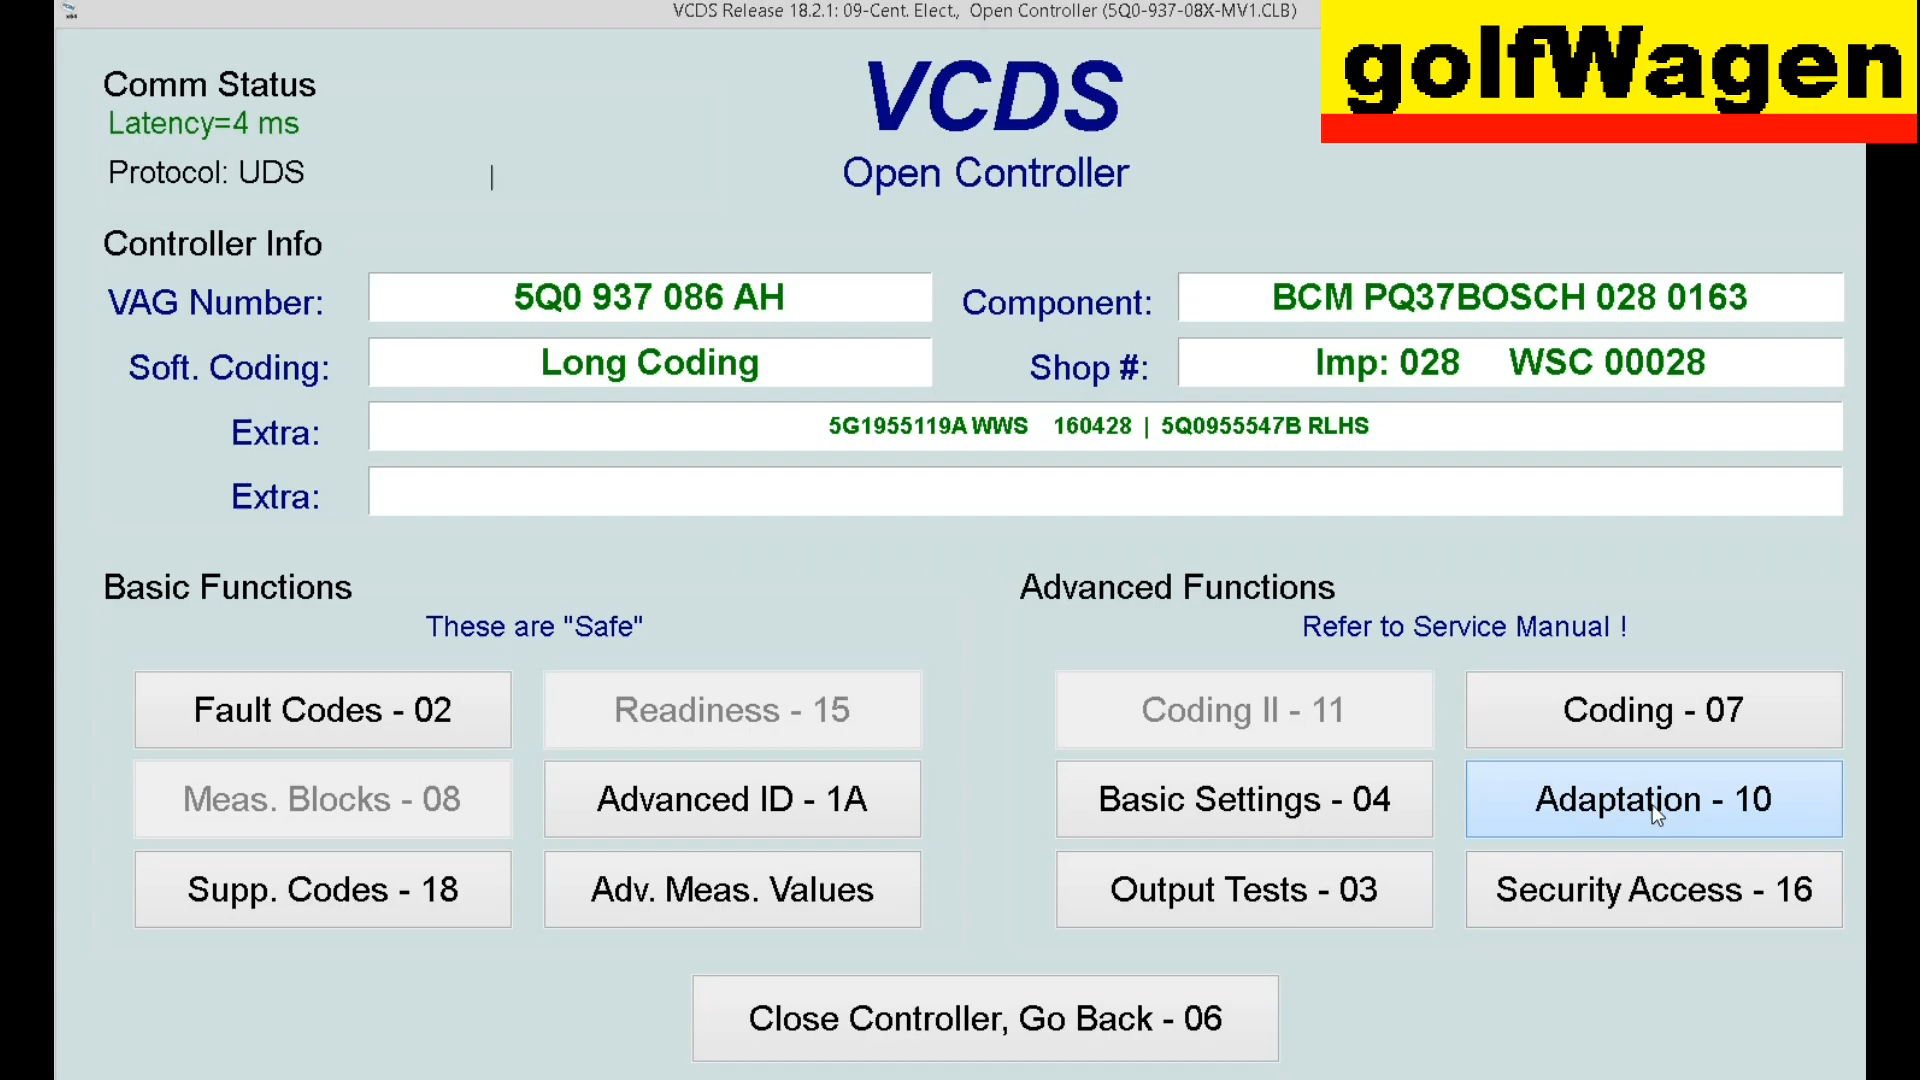 VCDS Release 18.2.1: 09-Cent. Elect., Open Controller (5Q0-937-08X-MV1.CLB)
golfWagen
Comm Status
Latency=4 ms
Protocol: UDS
VCDS
Open Controller
Controller Info
VAG Number: 5Q0 937 086 AH Component: BCM PQ37BOSCH 028 0163
Soft. Coding: Long Coding Shop #: Imp: 028 WSC 00028
Extra: 5G1955119A WWS 160428 | 5Q0955547B RLHS
Extra:
Basic Functions
These are "Safe"
Fault Codes - 02 Readiness - 15
Meas. Blocks - 08 Advanced ID - 1A
Supp. Codes - 18 Adv. Meas. Values
Advanced Functions
Refer to Service Manual !
Coding II - 11 Coding - 07
Basic Settings - 04 Adaptation - 10
Output Tests - 03 Security Access - 16
Close Controller, Go Back - 06